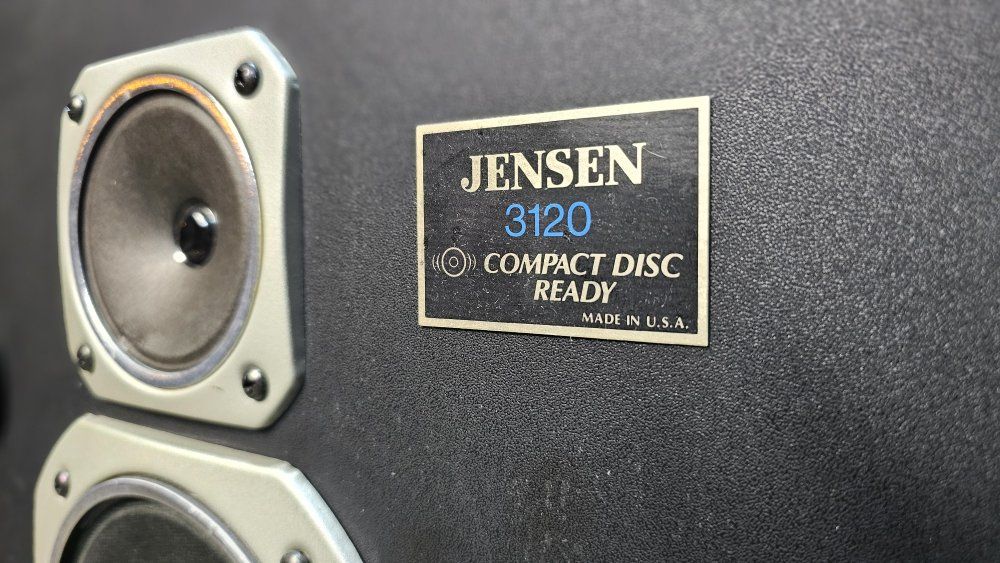 JENSEN
3120
COMPACT DISC
READY
MADE IN U.S.A.